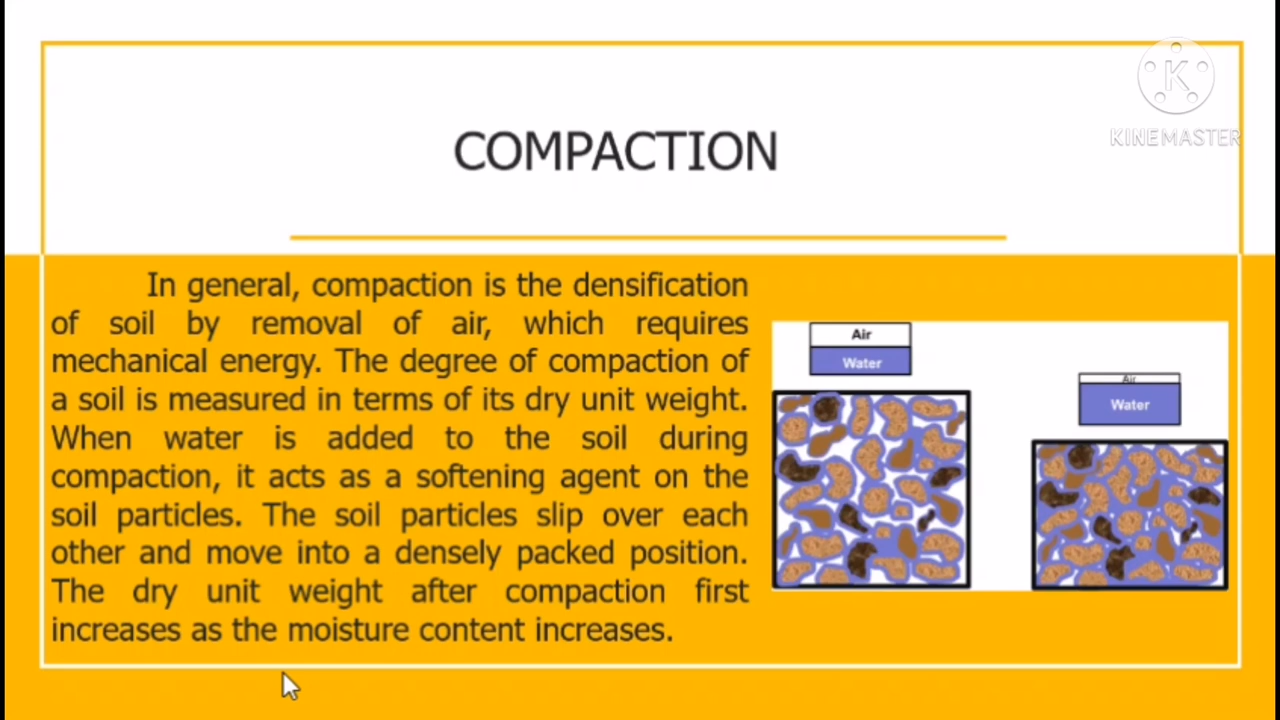 KINEMASTER
COMPACTION
In general, compaction is the densification
of soil by removal of air, which requires
mechanical energy. The degree of compaction of
a soil is measured in terms of its dry unit weight.
When water is added to the soil during
compaction, it acts as a softening agent on the
soil particles. The soil particles slip over each
other and move into a densely packed position.
The dry unit weight after compaction first
increases as the moisture content increases.
Air
Water
Air
Water